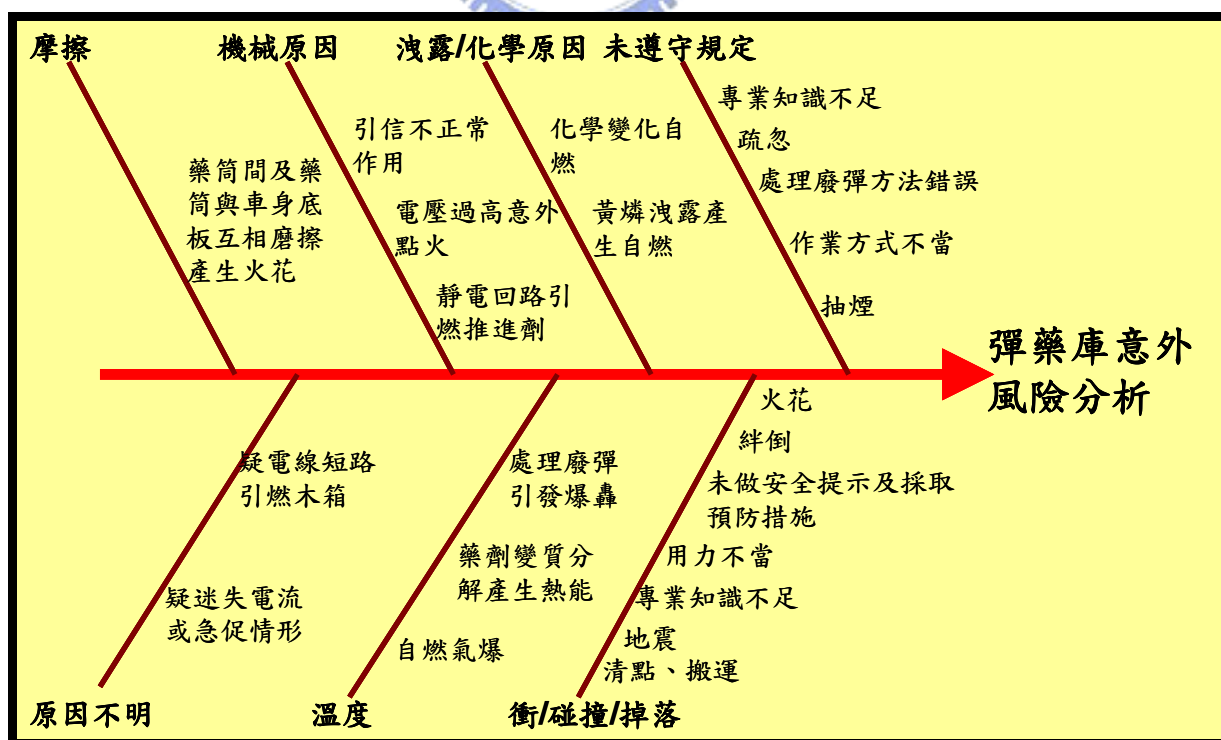 摩擦
機械原因
洩露/化學原因
未遵守規定
藥筒間及藥
筒與車身底
板互相磨擦
產生火花
引信不正常
作用
電壓過高意外
點火
靜電回路引
燃推進劑
化學變化自
燃
黃燐洩露產
生自燃
專業知識不足
疏忽
處理廢彈方法錯誤
作業方式不當
抽煙
彈藥庫意外
風險分析
疑電線短路
引燃木箱
疑迷失電流
或急促情形
處理廢彈
引發爆轟
藥劑變質分
解產生熱能
自燃氣爆
火花
絆倒
未做安全提示及採取
預防措施
用力不當
專業知識不足
地震
清點、搬運
原因不明
溫度
衝/碰撞/掉落